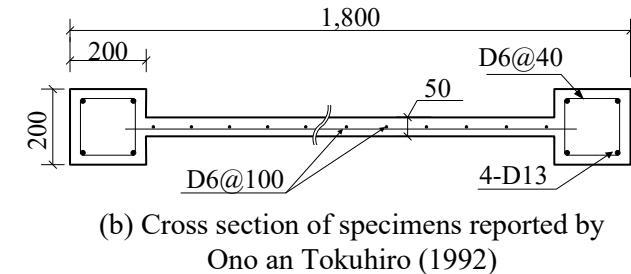 1,800
200
D6@40
50
200
D6@100
4-D13
(b) Cross section of specimens reported by
Ono an Tokuhiro (1992)